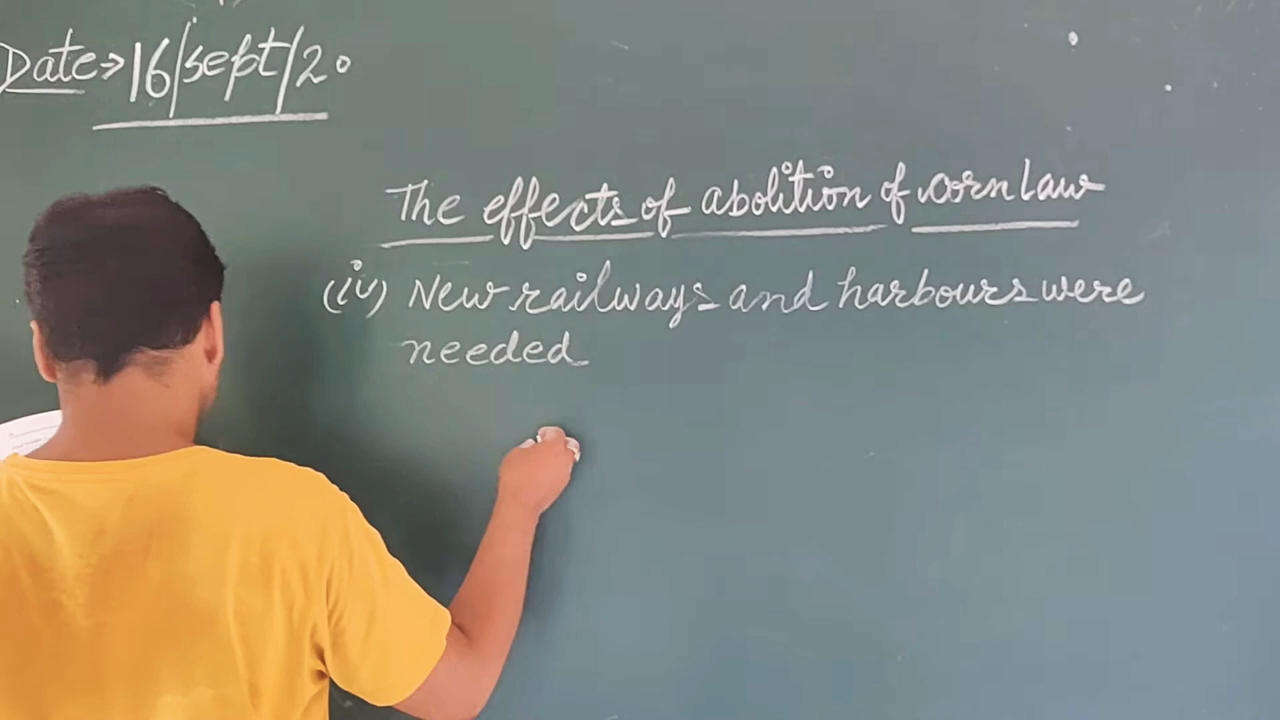 Date→16/sept/20
The effects of abolition of corn law
(iv) New railways and harbours were
needed